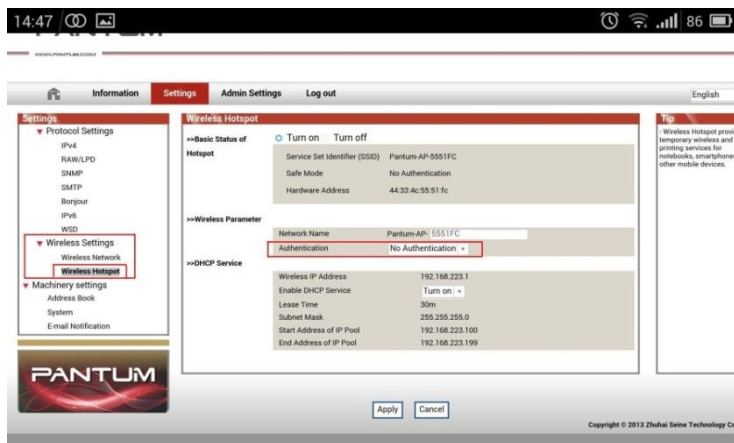 14:47 86
PANTUM
Information Settings Admin Settings Log out English
Settings
Protocol Settings
IPv4
RAW/LPD
SNMP
SMTP
Bonjour
IPv6
WSD
Wireless Settings
Wireless Network
Wireless Hotspot
Machinery settings
Address Book
System
E-mail Notification
PANTUM
Wireless Hotspot
>>Basic Status of Hotspot
Turn on Turn off
Service Set Identifier (SSID) Pantum-AP-5551FC
Safe Mode No Authentication
Hardware Address 44:33:4c:55:51:fc
>>Wireless Parameter
Network Name Pantum-AP- 5551FC
Authentication No Authentication
>>DHCP Service
Wireless IP Address 192.168.223.1
Enable DHCP Service Turn on
Lease Time 30m
Subnet Mask 255.255.255.0
Start Address of IP Pool 192.168.223.100
End Address of IP Pool 192.168.223.199
Apply Cancel
Tip
- Wireless Hotspot provi
temporary wireless and
printing services for
notebooks, smartphone
other mobile devices.
Copyright © 2013 Zhuhai Seine Technology Co